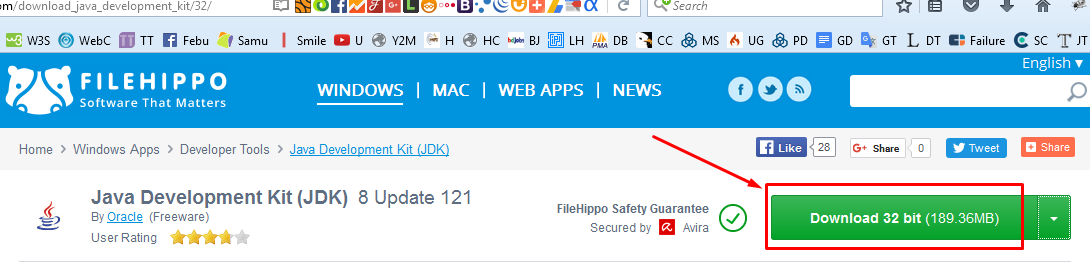 om/download_java_development_kit/32/
Search
W3S WebC TT Febu Samu Smile U Y2M H HC BJ LH DB CC MS UG PD GD GT DT Failure SC JT
English
FILEHIPPO
Software That Matters
WINDOWS | MAC | WEB APPS | NEWS
Home > Windows Apps > Developer Tools > Java Development Kit (JDK)
Like 28 G+ Share 0 Tweet Share
Java Development Kit (JDK) 8 Update 121
By Oracle (Freeware)
User Rating
FileHippo Safety Guarantee
Secured by Avira
Download 32 bit (189.36MB)